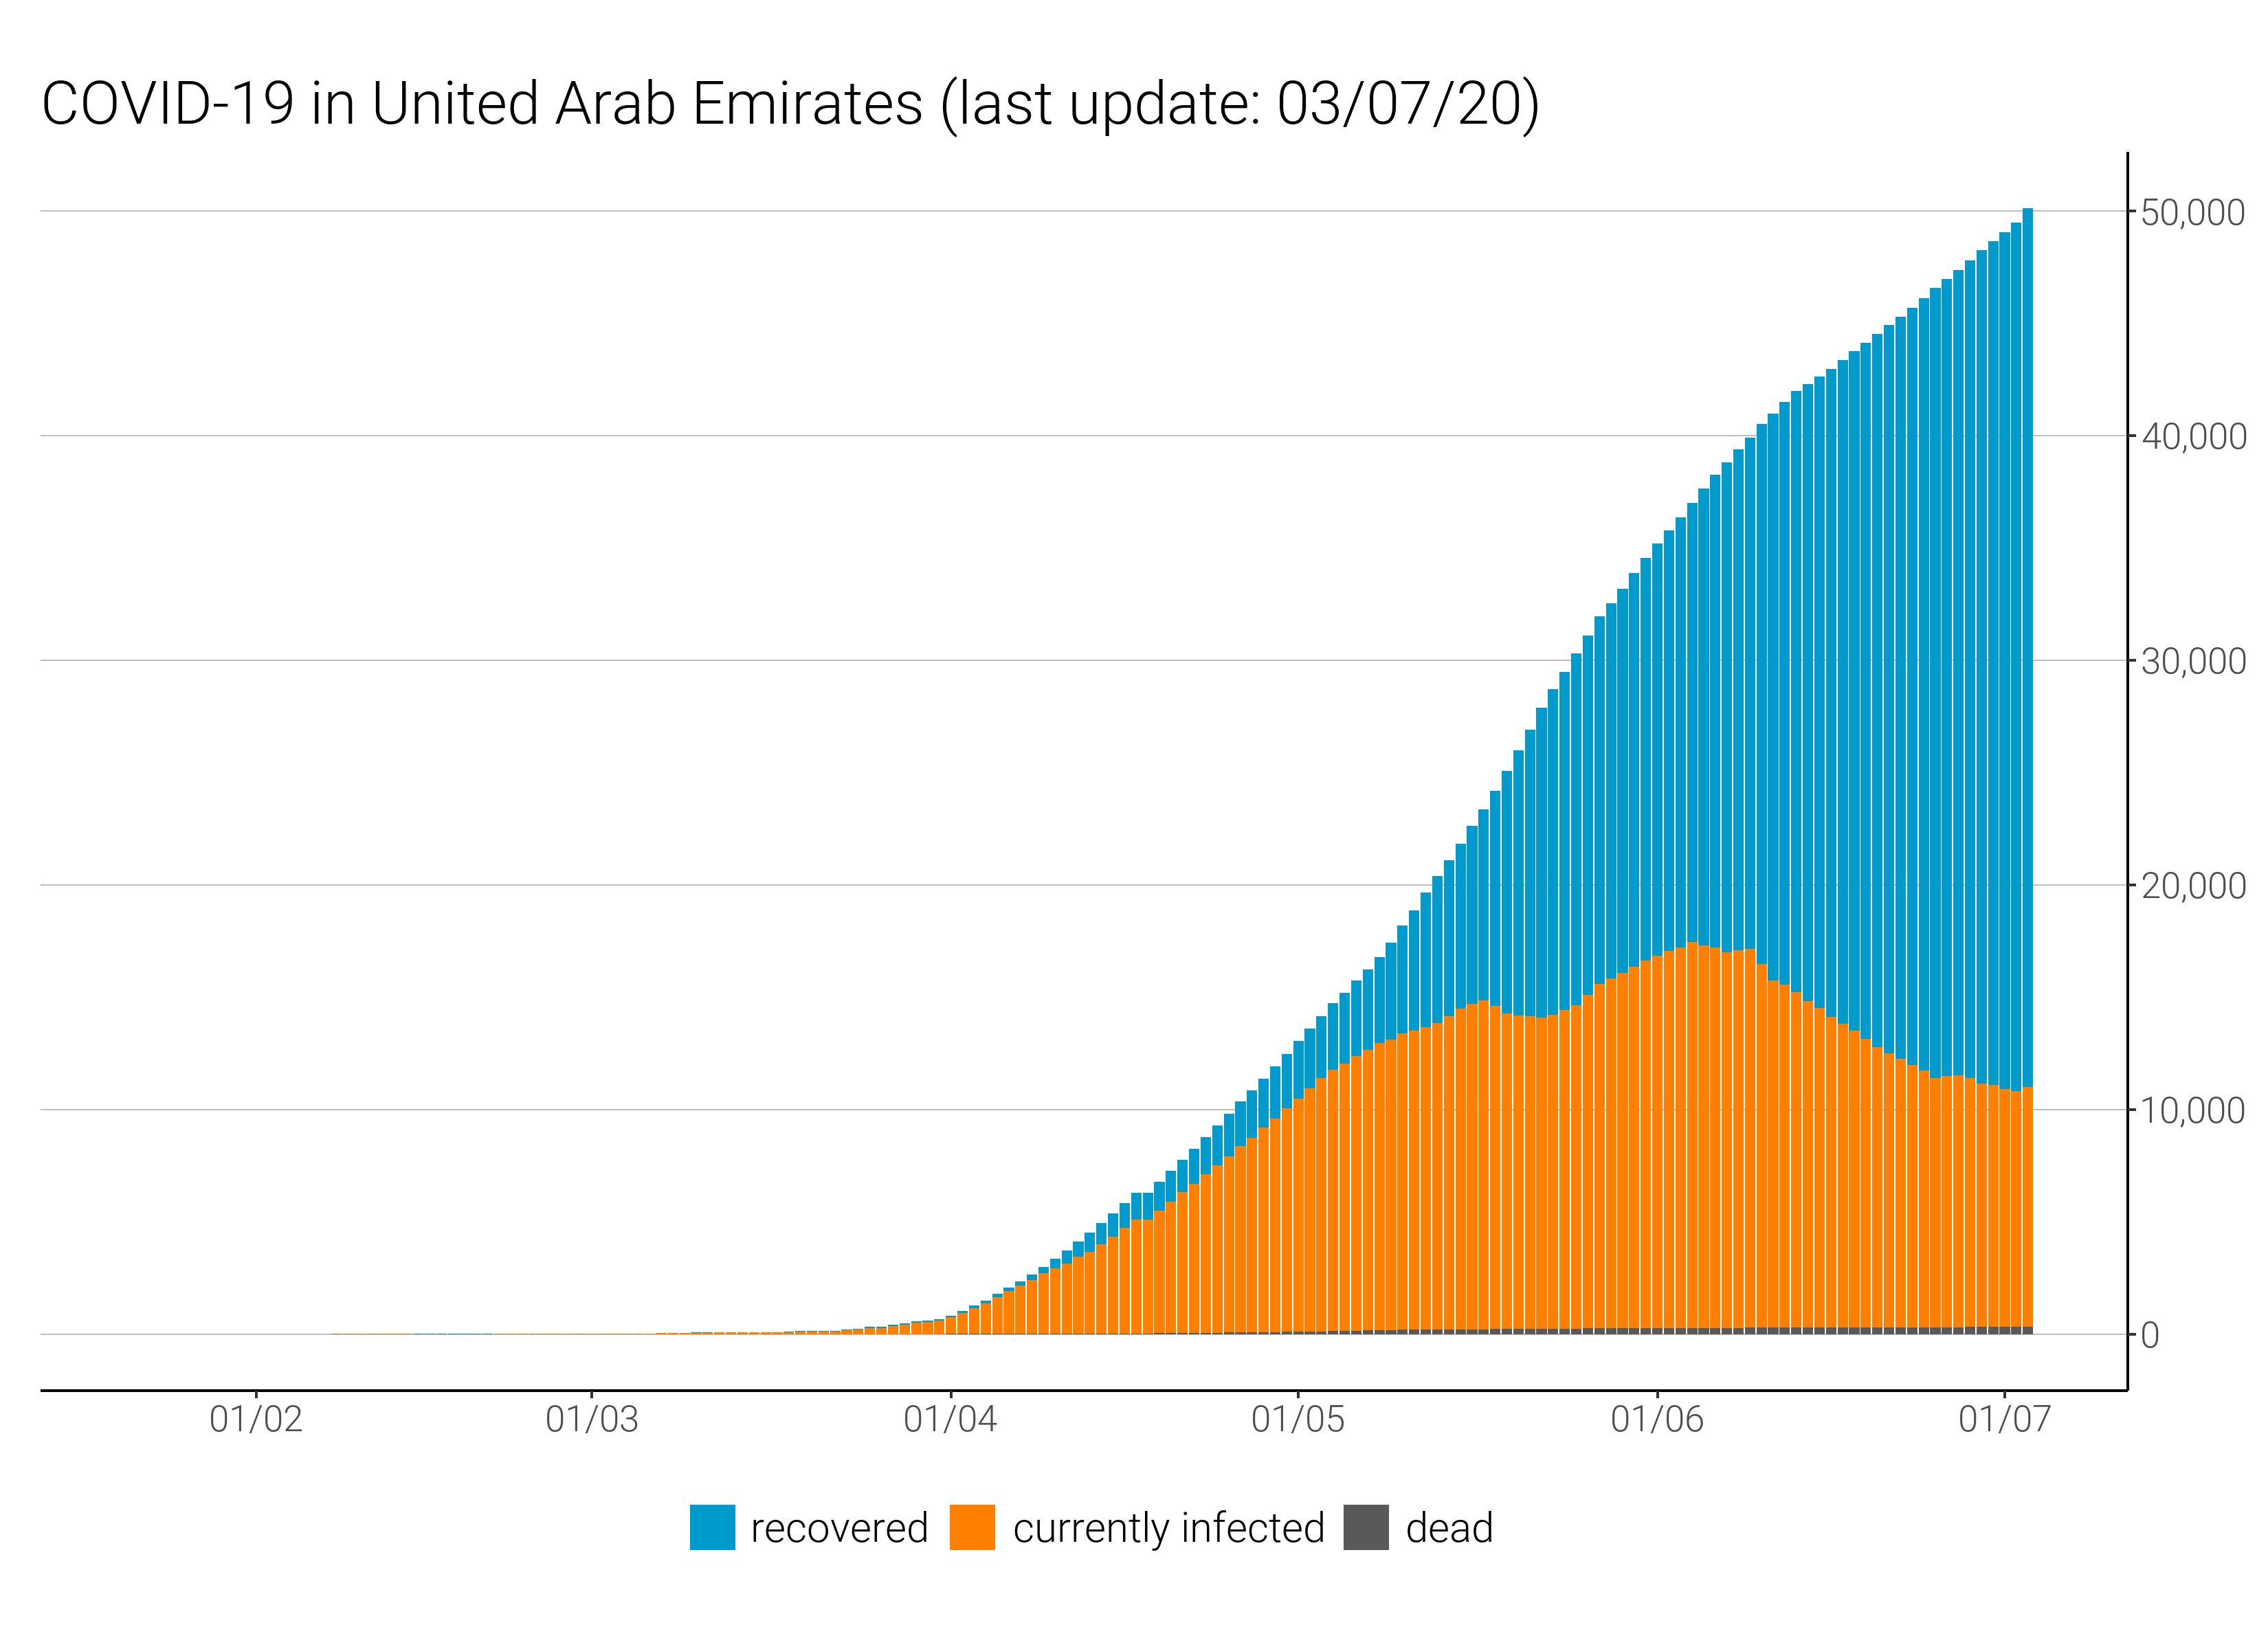 COVID-19 in United Arab Emirates (last update: 03/07/20)
50,000
40,000
30,000
20,000
10,000
0
01/02 01/03 01/04 01/05 01/06 01/07
recovered currently infected dead